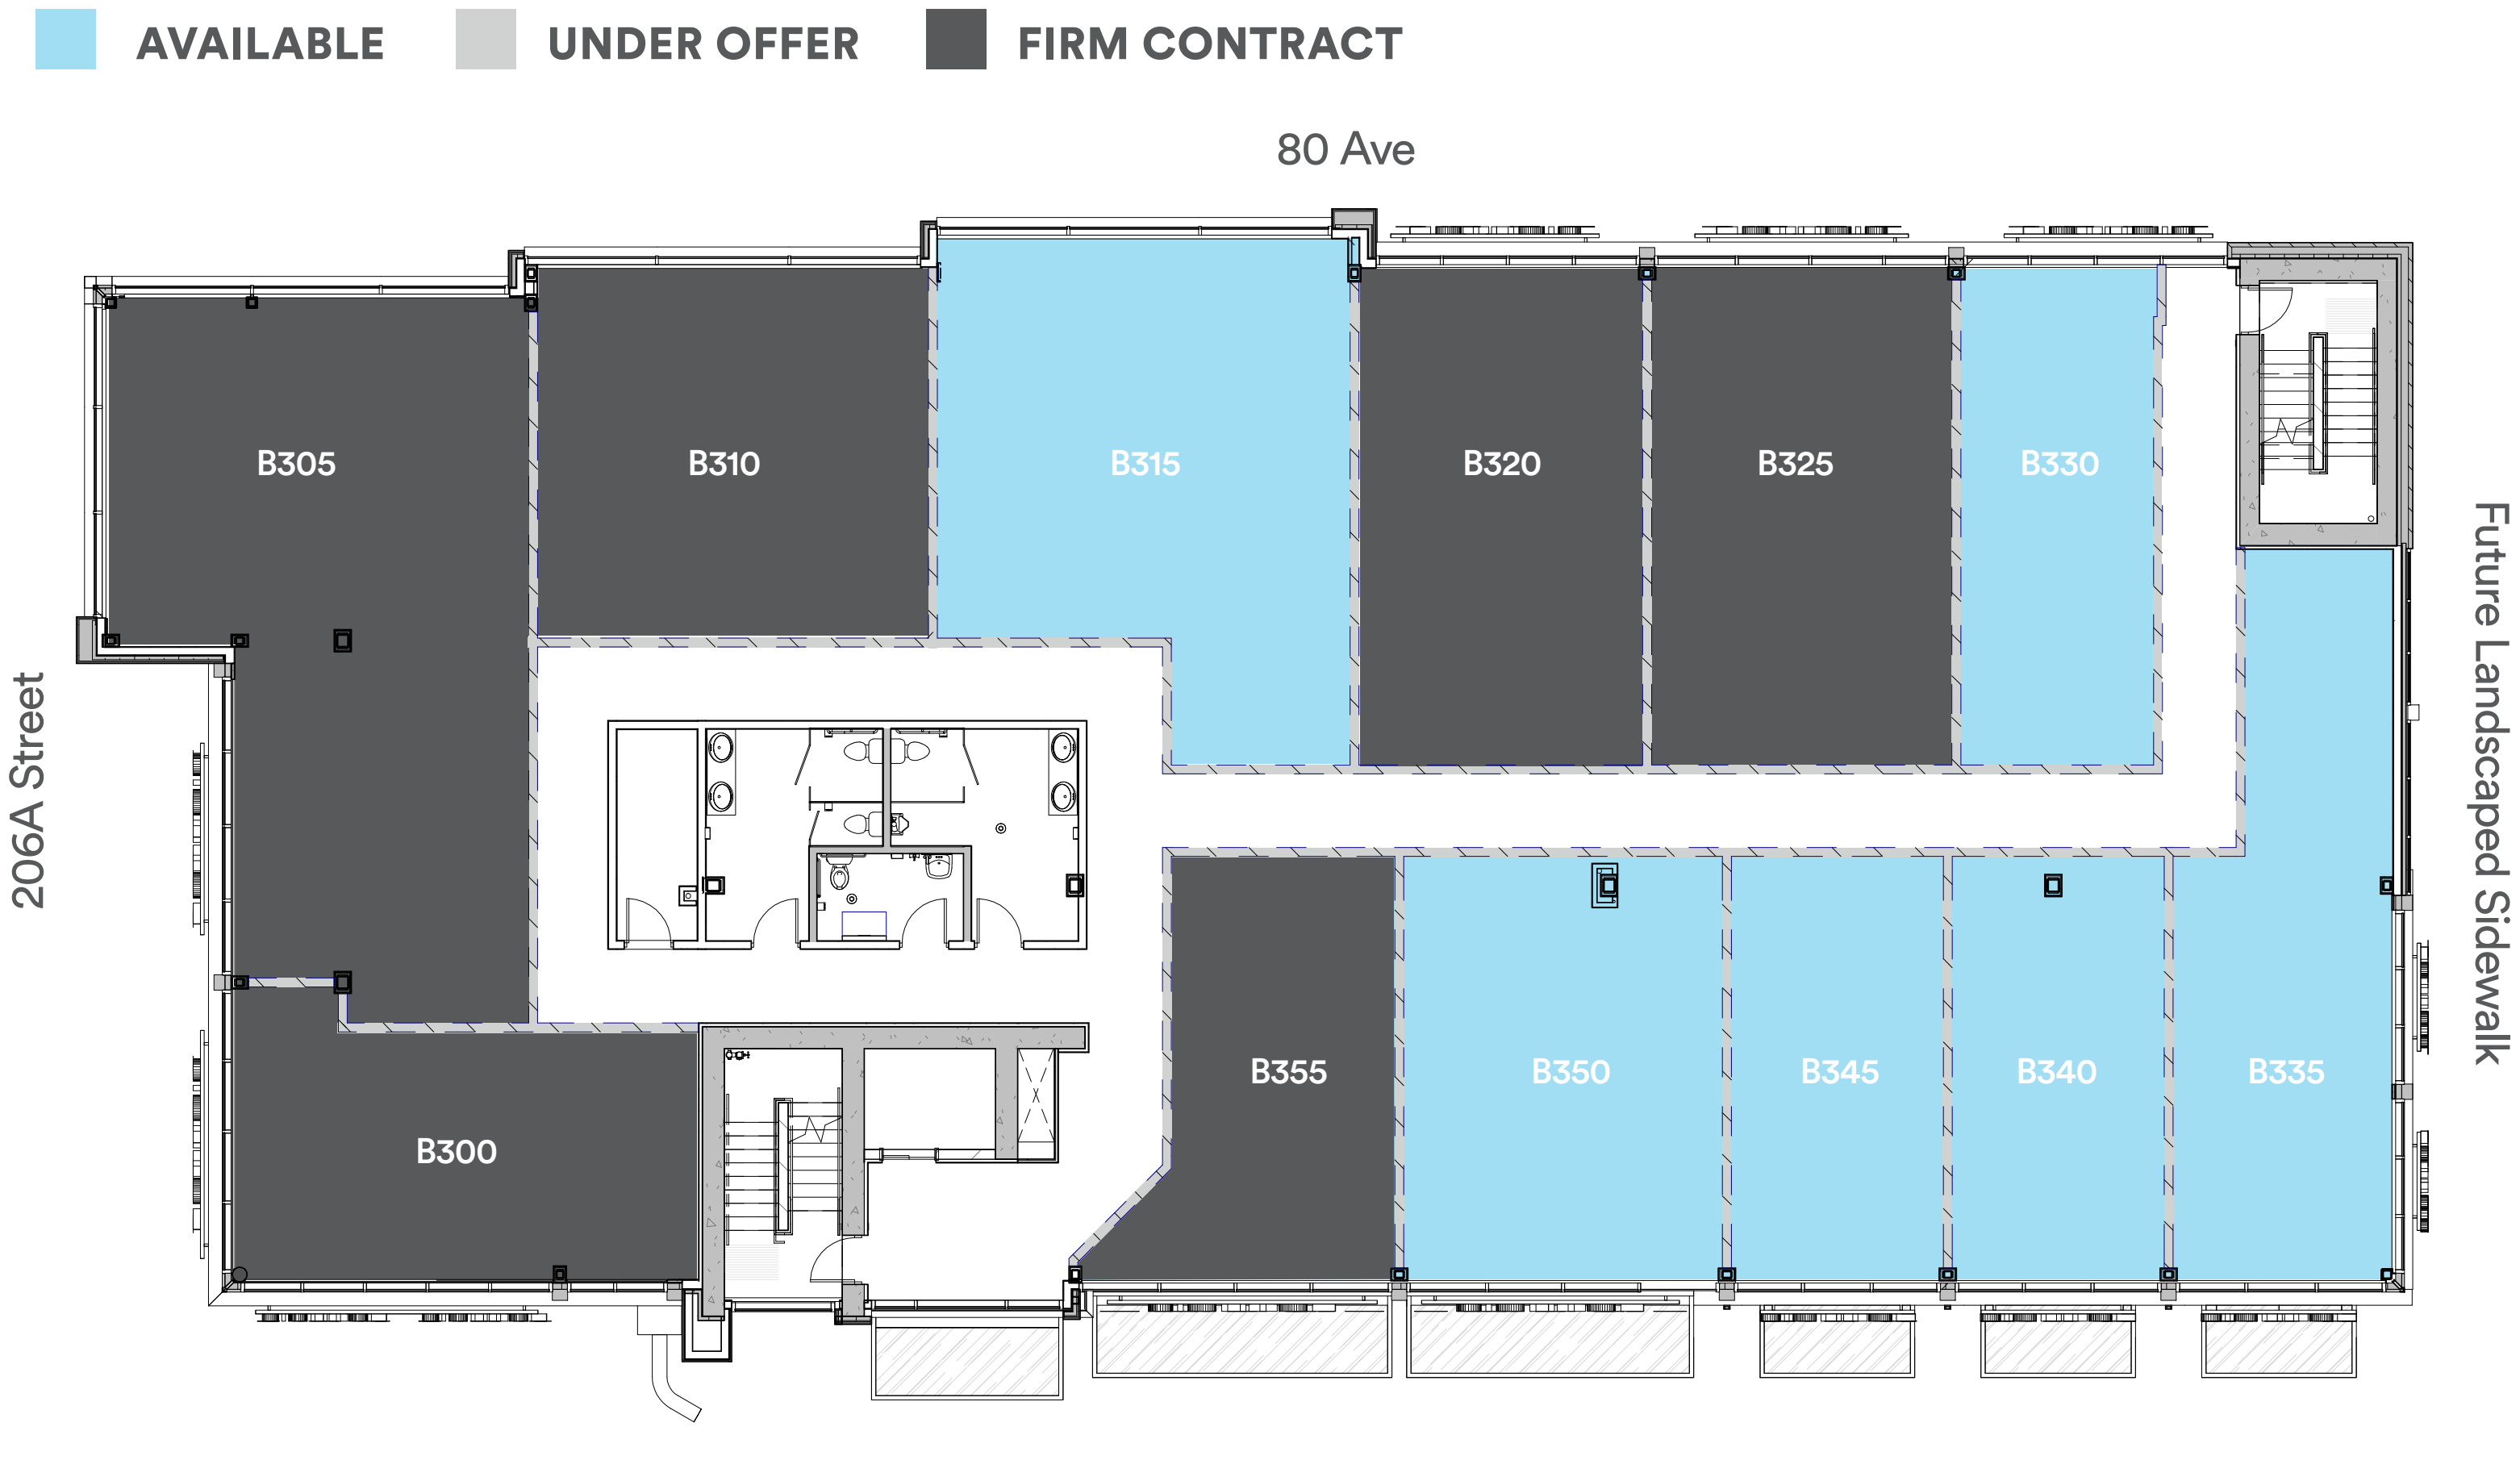 AVAILABLE
UNDER OFFER
FIRM CONTRACT
80 Ave
B305
B310
B315
B320
B325
B330
206A Street
Future Landscaped Sidewalk
B355
B350
B345
B340
B335
B300